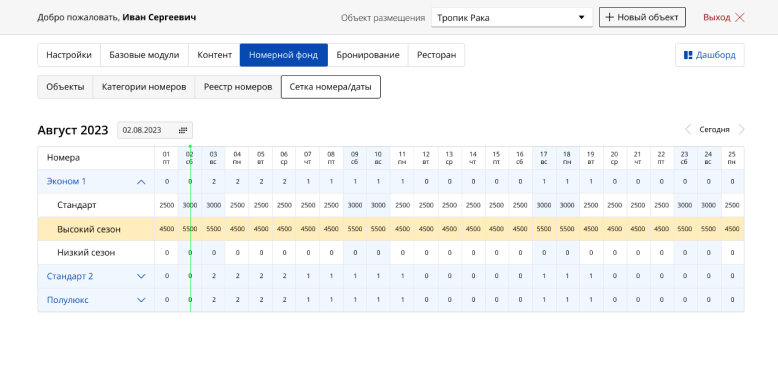 Добро пожаловать, Иван Сергеевич
Объект размещения Тропик Рака + Новый объект Выход
Настройки Базовые модули Контент Номерной фонд Бронирование Ресторан Дашборд
Объекты Категории номеров Реестр номеров Сетка номера/даты
Август 2023 02.08.2023 Сегодня
Номера 01 02 03 04 05 06 07 08 09 10 11 12 13 14 15 16 17 18 19 20 21 22 23 24 25
пт сб вс пн вт ср чт пт сб вс пн вт ср чт пт сб вс пн вт ср чт пт сб вс пн
Эконом 1 0 0 2 2 2 2 1 1 1 1 1 0 0 0 0 0 1 1 1 0 0 0 0 0 0
Стандарт 2500 3000 3000 2500 2500 2500 2500 2500 3000 3000 2500 2500 2500 2500 2500 2500 3000 3000 2500 2500 2500 2500 3000 3000 2500
Высокий сезон 4500 5500 5500 4500 4500 4500 4500 4500 5500 5500 4500 4500 4500 4500 4500 4500 5500 5500 4500 4500 4500 4500 5500 5500 4500
Низкий сезон 0 0 0 0 0 0 0 0 0 0 0 0 0 0 0 0 0 0 0 0 0 0 0 0 0
Стандарт 2 0 0 2 2 2 2 1 1 1 1 1 0 0 0 0 0 1 1 1 0 0 0 0 0 0
Полулюкс 0 0 2 2 2 2 1 1 1 1 1 0 0 0 0 0 1 1 1 0 0 0 0 0 0